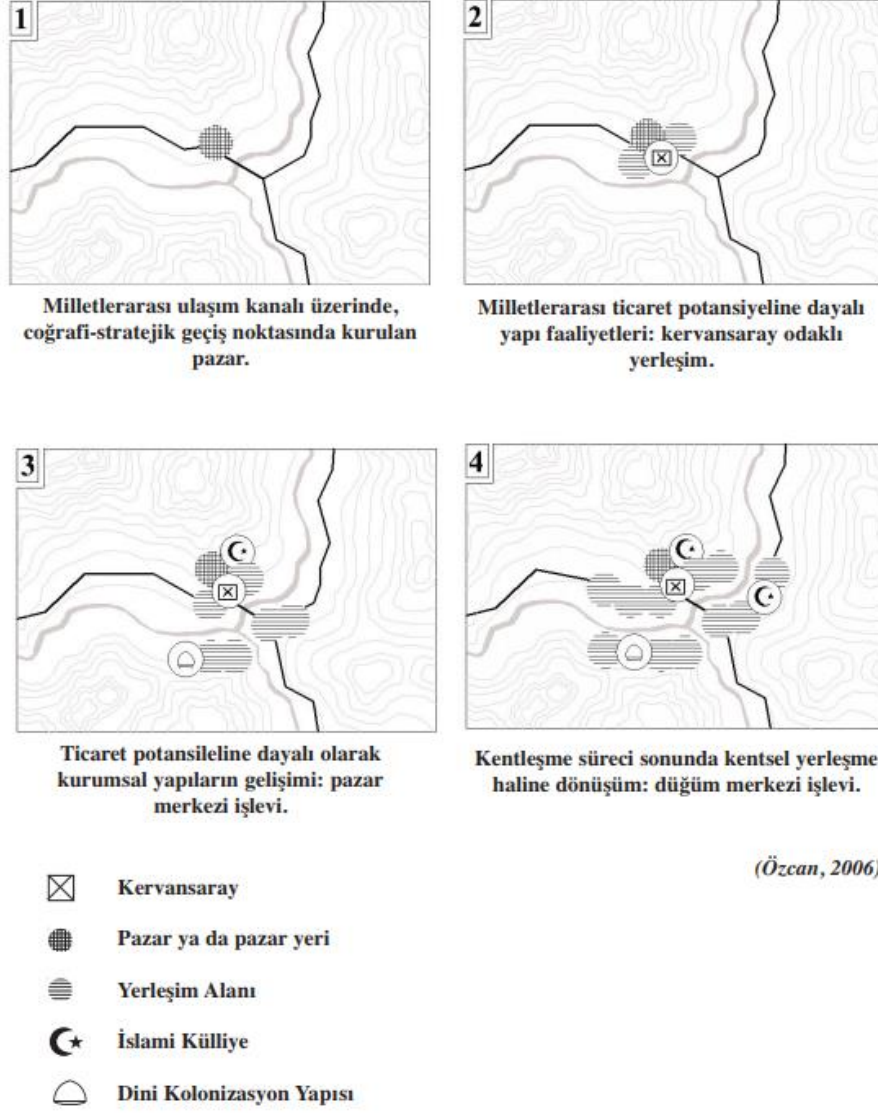 1
2
Milletlerarası ulaşım kanalı üzerinde,
coğrafi-stratejik geçiş noktasında kurulan
pazar.
Milletlerarası ticaret potansiyeline dayalı
yapı faaliyetleri: kervansaray odaklı
yerleşim.
3
4
Ticaret potansileline dayalı olarak
kurumsal yapıların gelişimi: pazar
merkezi işlevi.
Kentleşme süreci sonunda kentsel yerleşme
haline dönüşüm: düğüm merkezi işlevi.
(Özcan, 2006)
Kervansaray
Pazar ya da pazar yeri
Yerleşim Alanı
İslami Külliye
Dini Kolonizasyon Yapısı